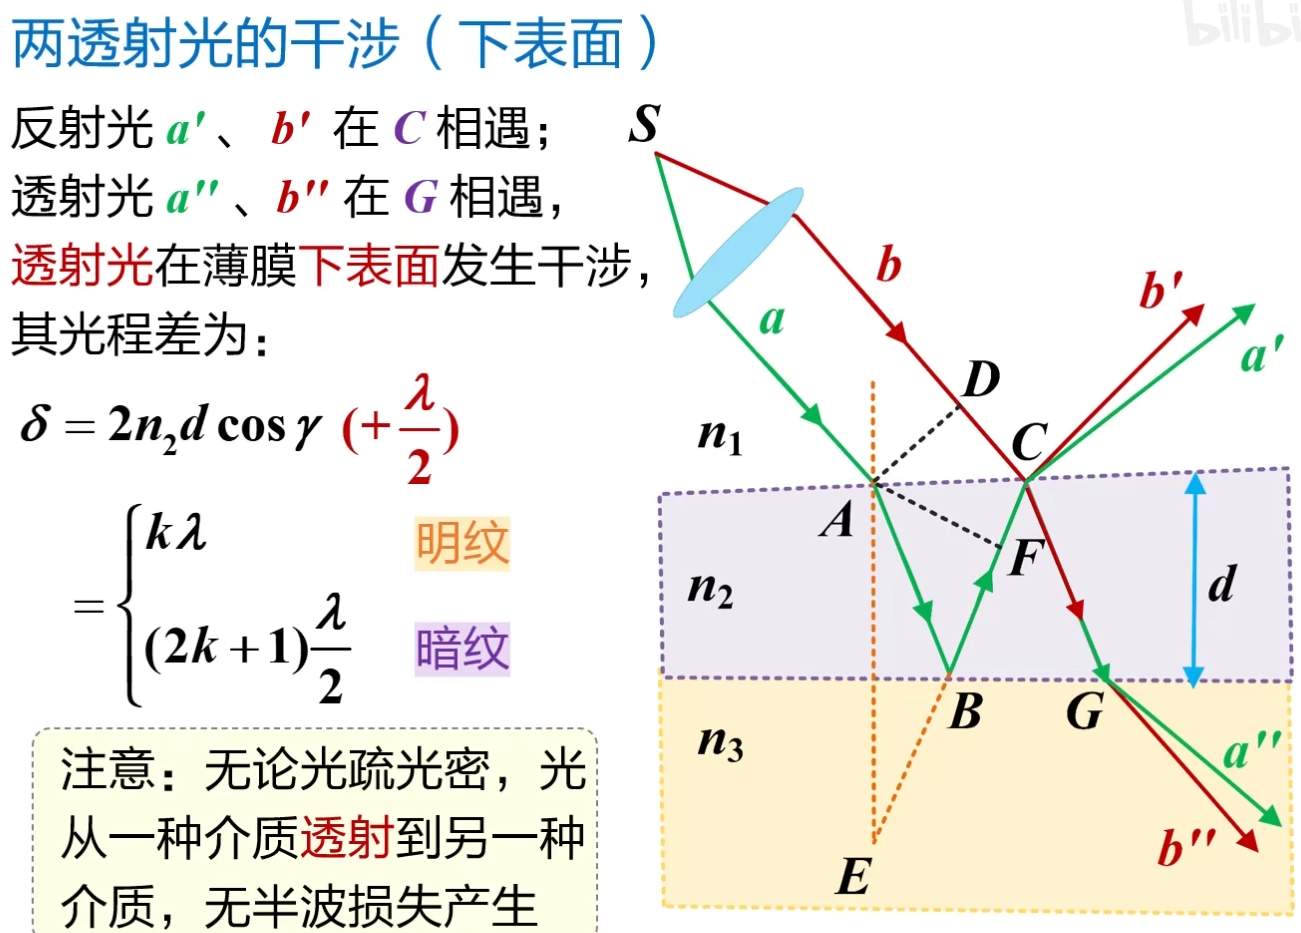 bilibi
两透射光的干涉（下表面）
反射光 a′、 b′ 在 C 相遇；
透射光 a″、b″ 在 G 相遇，
透射光在薄膜下表面发生干涉，
其光程差为：
δ = 2n₂d cos γ (+λ/2)
= { kλ 明纹
(2k+1)λ/2 暗纹
注意：无论光疏光密，光
从一种介质透射到另一种
介质，无半波损失产生
S
b
a
b′
a′
D
n₁
C
A
F
n₂
d
B
G
n₃
a″
b″
E